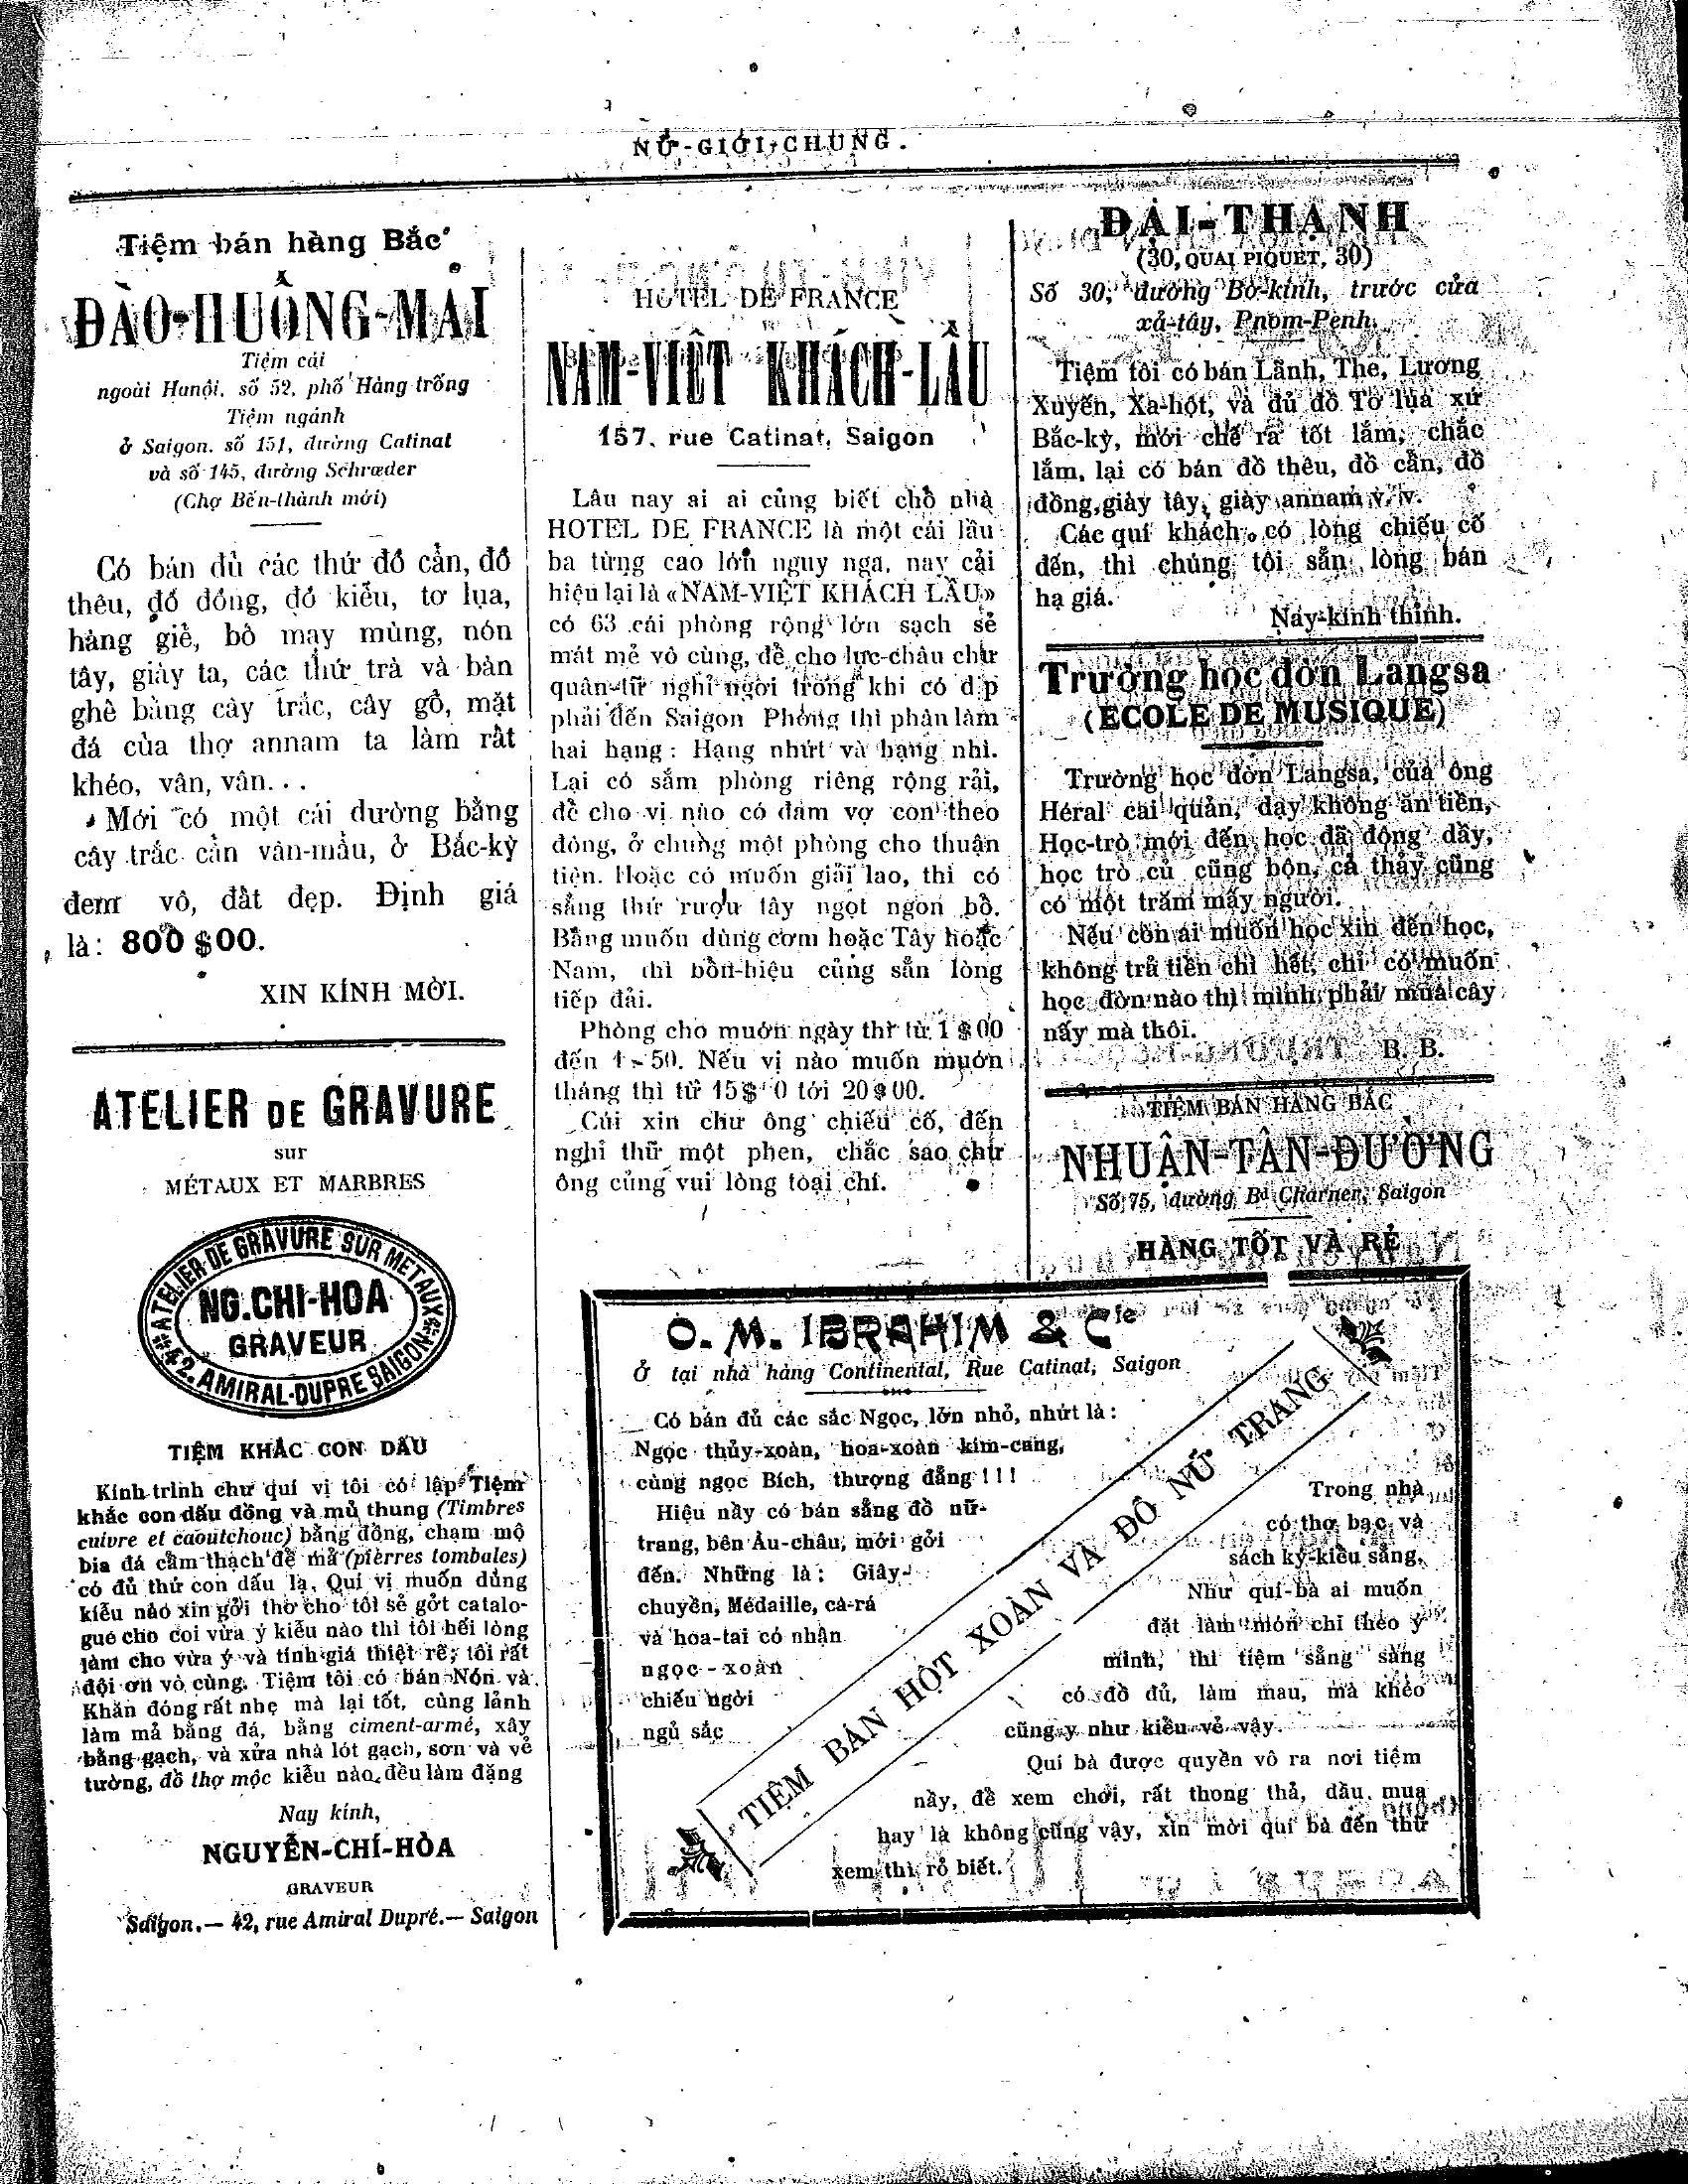 NỮ-GIỚI-CHUNG.
Tiệm bán hàng Bắc
ĐÀO-HUỐNG-MAI
Tiệm cái
ngoài Hanội, số 52, phố Hàng trống
Tiệm ngánh
ở Saigon. số 151, đường Catinat
và số 145, đường Schrœder
(Chợ Bến-thành mới)
Có bán đủ các thứ đồ cẩn, đồ
thêu, đồ đồng, đồ kiểu, tơ lụa,
hàng giề, bồ may mùng, nón
tây, giày ta, các thứ trà và bàn
ghế bằng cây trắc, cây gõ, mặt
đá của thợ annam ta làm rất
khéo, vân, vân...
Mới có một cái dường bằng
cây trắc cẩn vân-mẫu, ở Bắc-kỳ
đem vô, đắt đẹp. Định giá
là: 800 $00.
XIN KÍNH MỜI.
ATELIER DE GRAVURE
sur
MÉTAUX ET MARBRES
ATELIER DE GRAVURE SUR METAUX
NG.CHI-HOA
GRAVEUR
42. AMIRAL-DUPRE SAIGON
TIỆM KHẮC CON DẤU
Kính trình chư quí vị tôi có lập Tiệm
khắc con dấu đồng và mủ thung (Timbres
cuivre et caoutchouc) bằng đồng, chạm mộ
bia đá cẩm thạch đề mả (pierres tombales)
có đủ thứ con dấu lạ. Quí vị muốn dùng
kiểu nào xin gởi thơ cho tôi sẽ gởt catalo-
gue cho coi vừa ý kiểu nào thì tôi hết lòng
làm cho vừa ý và tính giá thiệt rẻ; tôi rất
đội ơn vô cùng. Tiệm tôi có bán Nón và
Khăn đóng rất nhẹ mà lại tốt, cùng lảnh
làm mả bằng đá, bằng ciment-armé, xây
bằng gạch, và xửa nhà lót gạch, sơn và vẽ
tường, đồ thợ mộc kiểu nào đều làm đặng
Nay kính,
NGUYỄN-CHÍ-HÒA
GRAVEUR
Saigon.— 42, rue Amiral Dupré.— Saigon
HOTEL DE FRANCE
NAM-VIỆT KHÁCH-LẦU
157, rue Catinat, Saigon
Lâu nay ai ai cũng biết chỗ nhà
HOTEL DE FRANCE là một cái lầu
ba từng cao lớn nguy nga, nay cải
hiệu lại là «NAM-VIỆT KHÁCH LẦU»
có 63 cái phòng rộng lớn sạch sẽ
mát mẻ vô cùng, đề cho lục-châu chư
quân-tử nghỉ ngơi trong khi có dịp
phải đến Saigon Phòng thì phân làm
hai hạng: Hạng nhứt và hạng nhì.
Lại có sắm phòng riêng rộng rải,
để cho vị nào có đam vợ con theo
đông, ở chung một phòng cho thuận
tiện. Hoặc có muốn giải lao, thì có
sẳng thứ rượu tây ngọt ngon bổ.
Bằng muốn dùng cơm hoặc Tây hoặc
Nam, thì bổn-hiệu củng sẳn lòng
tiếp đải.
Phòng cho mướn ngày thì từ 1$00
đến 1-50. Nếu vị nào muốn mướn
tháng thì từ 15$ 0 tới 20$00.
Cúi xin chư ông chiếu cố, đến
nghỉ thử một phen, chắc sao chư
ông củng vui lòng toại chí.
ĐẠI-THẠNH
(30, QUAI PIQUET, 30)
Số 30, đường Bờ-kinh, trước cửa
xả-tây, Pnom-Penh.
Tiệm tôi có bán Lãnh, The, Lương
Xuyến, Xa-hột, và đủ đồ Tơ lụa xứ
Bắc-kỳ, mới chế ra tốt lắm, chắc
lắm, lại có bán đồ thêu, đồ cẩn, đồ
đồng, giày tây, giày annam v. v.
Các quí khách có lòng chiếu cố
đến, thì chúng tôi sẵn lòng bán
hạ giá.
Nay-kính thỉnh.
Trường học đờn Langsa
(ECOLE DE MUSIQUE)
Trường học đờn Langsa, của ông
Héral cai quản, dạy không ăn tiền,
Học-trò mới đến học đã động dầy,
học trò củ cũng bộn, cả thảy cũng
có một trăm mấy người.
Nếu còn ai muốn học xin đến học,
không trả tiền chi hết, chỉ có muốn
học đờn nào thì mình phải mua cây
nấy mà thôi.
B. B.
TIỆM BÁN HÀNG BẮC
NHUẬN-TÂN-ĐƯỜNG
Số 75, đường Bd Charner, Saigon
HÀNG TỐT VÀ RẺ
O. M. IBRAHIM & Cie
Ở tại nhà hàng Continental, Rue Catinat, Saigon
Có bán đủ các sắc Ngọc, lớn nhỏ, nhứt là:
Ngọc thủy-xoàn, hoa-xoàn kim-cang,
cùng ngọc Bích, thượng đẳng!!!
Hiệu nầy có bán sẳng đồ nữ-
trang, bên Âu-châu, mới gởi
đến. Những là: Giây-
chuyền, Médaille, cà-rá
và hoa-tai có nhận
ngọc-xoàn
chiếu ngời
ngủ sắc
TIỆM BÁN HỘT XOÀN VÀ ĐỒ NỮ TRANG
Trong nhà
có thợ bạc và
sách ký-kiểu sẳng,
Như quí-bà ai muốn
đặt làm món chi theo ý
mình, thì tiệm sẳng sàng
có đồ đủ, làm mau, mà khéo
cũng y như kiểu vẻ vậy.
Quí bà được quyền vô ra nơi tiệm
nầy, để xem chơi, rất thong thả, dầu mua
hay là không cũng vậy, xin mời quí bà đến thử
xem thì rỏ biết.